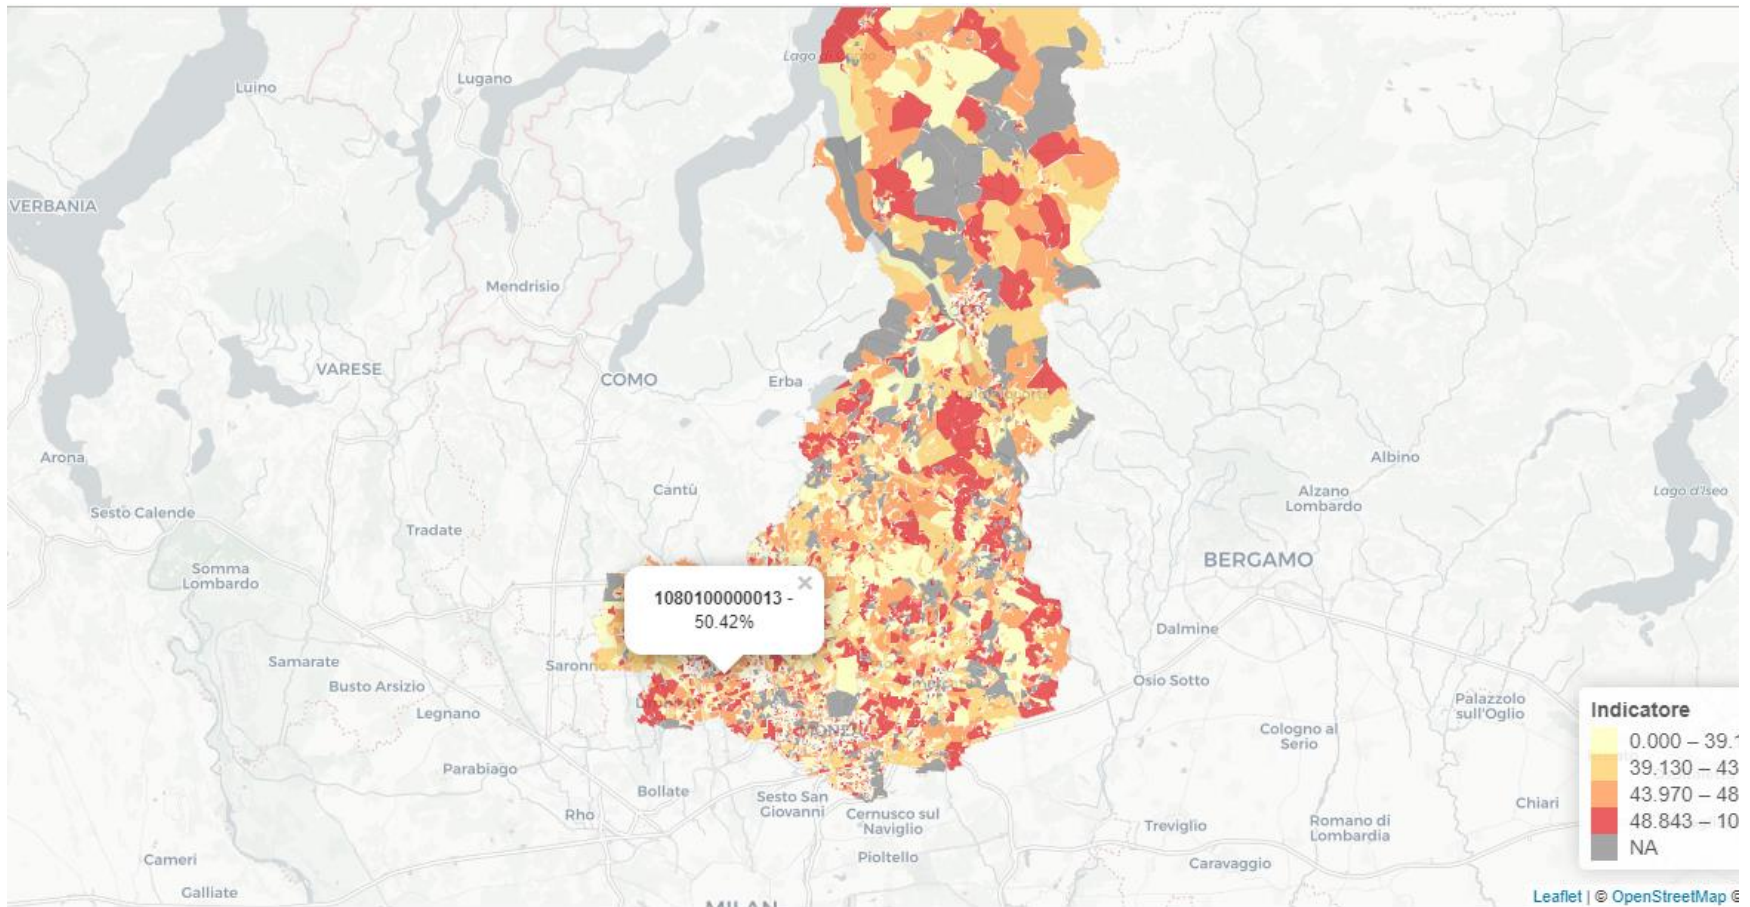 Luino
Lugano
VERBANIA
Mendrisio
VARESE
COMO
Erba
Arona
Albino
Cantù
Alzano
Lombardo
Lago d'Iseo
Sesto Calende
Tradate
BERGAMO
Somma
Lombardo
1080100000013 -
50.42%
Dalmine
Samarate
Saronno
Busto Arsizio
Osio Sotto
Legnano
Palazzolo
sull'Oglio
Cologno al
Serio
Parabiago
Bollate
Sesto San
Giovanni
Rho
Cernusco sul
Naviglio
Chiari
Treviglio
Romano di
Lombardia
Cameri
Pioltello
Caravaggio
Galliate
MILAN
Indicatore
0.000 – 39.1
39.130 – 43
43.970 – 48
48.843 – 10
NA
Leaflet | © OpenStreetMap ©